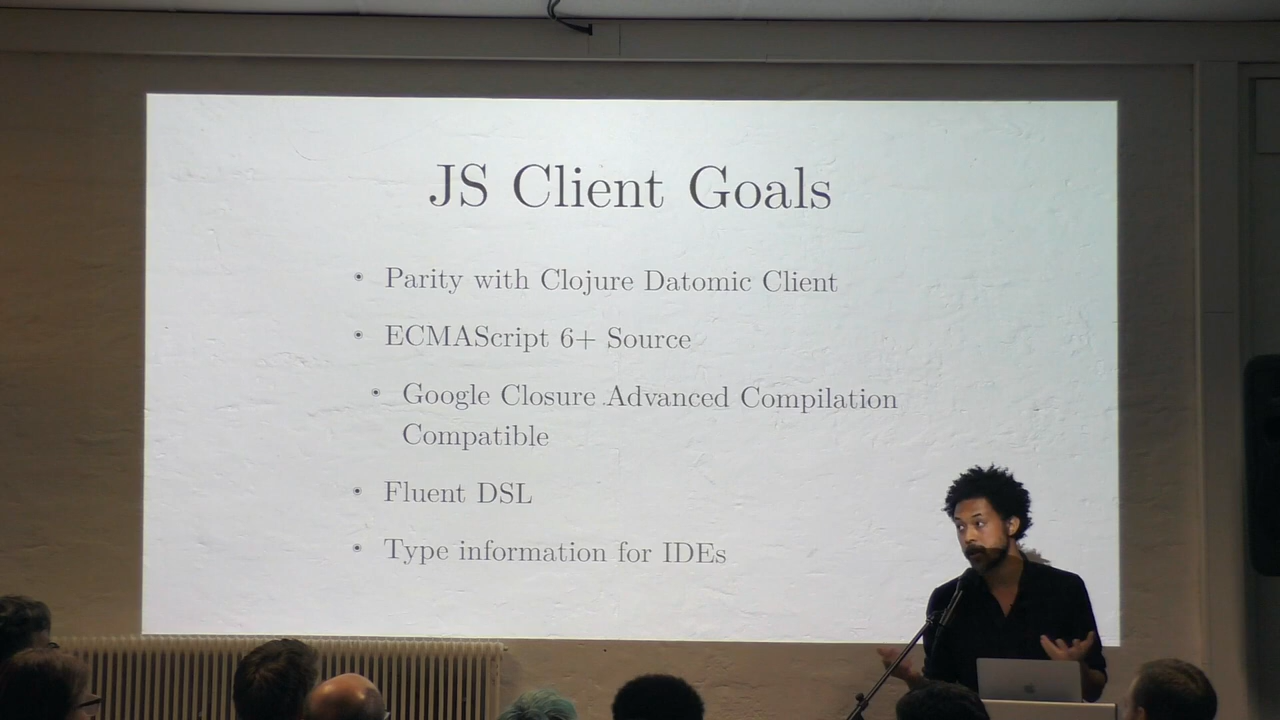 JS Client Goals
Parity with Clojure Datomic Client
ECMAScript 6+ Source
Google Closure Advanced Compilation
Compatible
Fluent DSL
Type information for IDEs